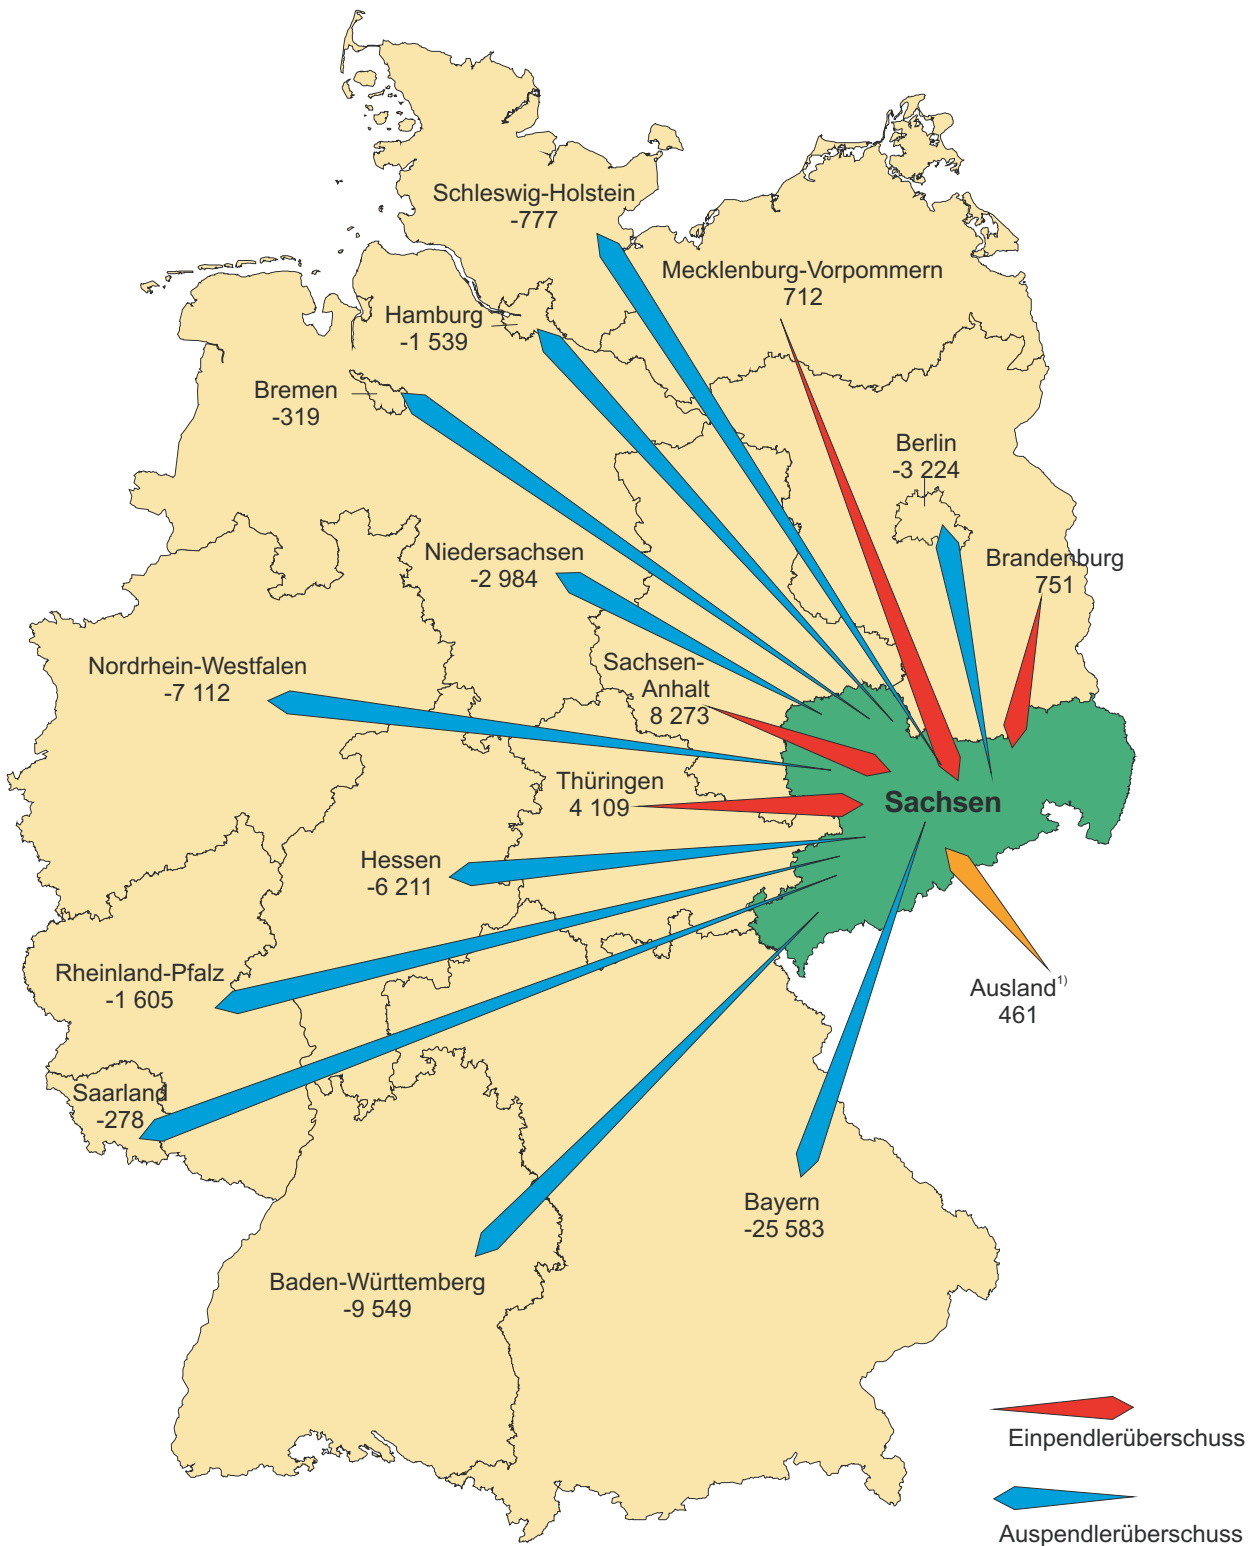 Schleswig-Holstein
-777
Mecklenburg-Vorpommern
712
Hamburg
-1 539
Bremen
-319
Berlin
-3 224
Niedersachsen
-2 984
Brandenburg
751
Nordrhein-Westfalen
-7 112
Sachsen-
Anhalt
8 273
Thüringen
4 109
Sachsen
Hessen
-6 211
Rheinland-Pfalz
-1 605
Ausland¹⁾
461
Saarland
-278
Bayern
-25 583
Baden-Württemberg
-9 549
Einpendlerüberschuss
Auspendlerüberschuss